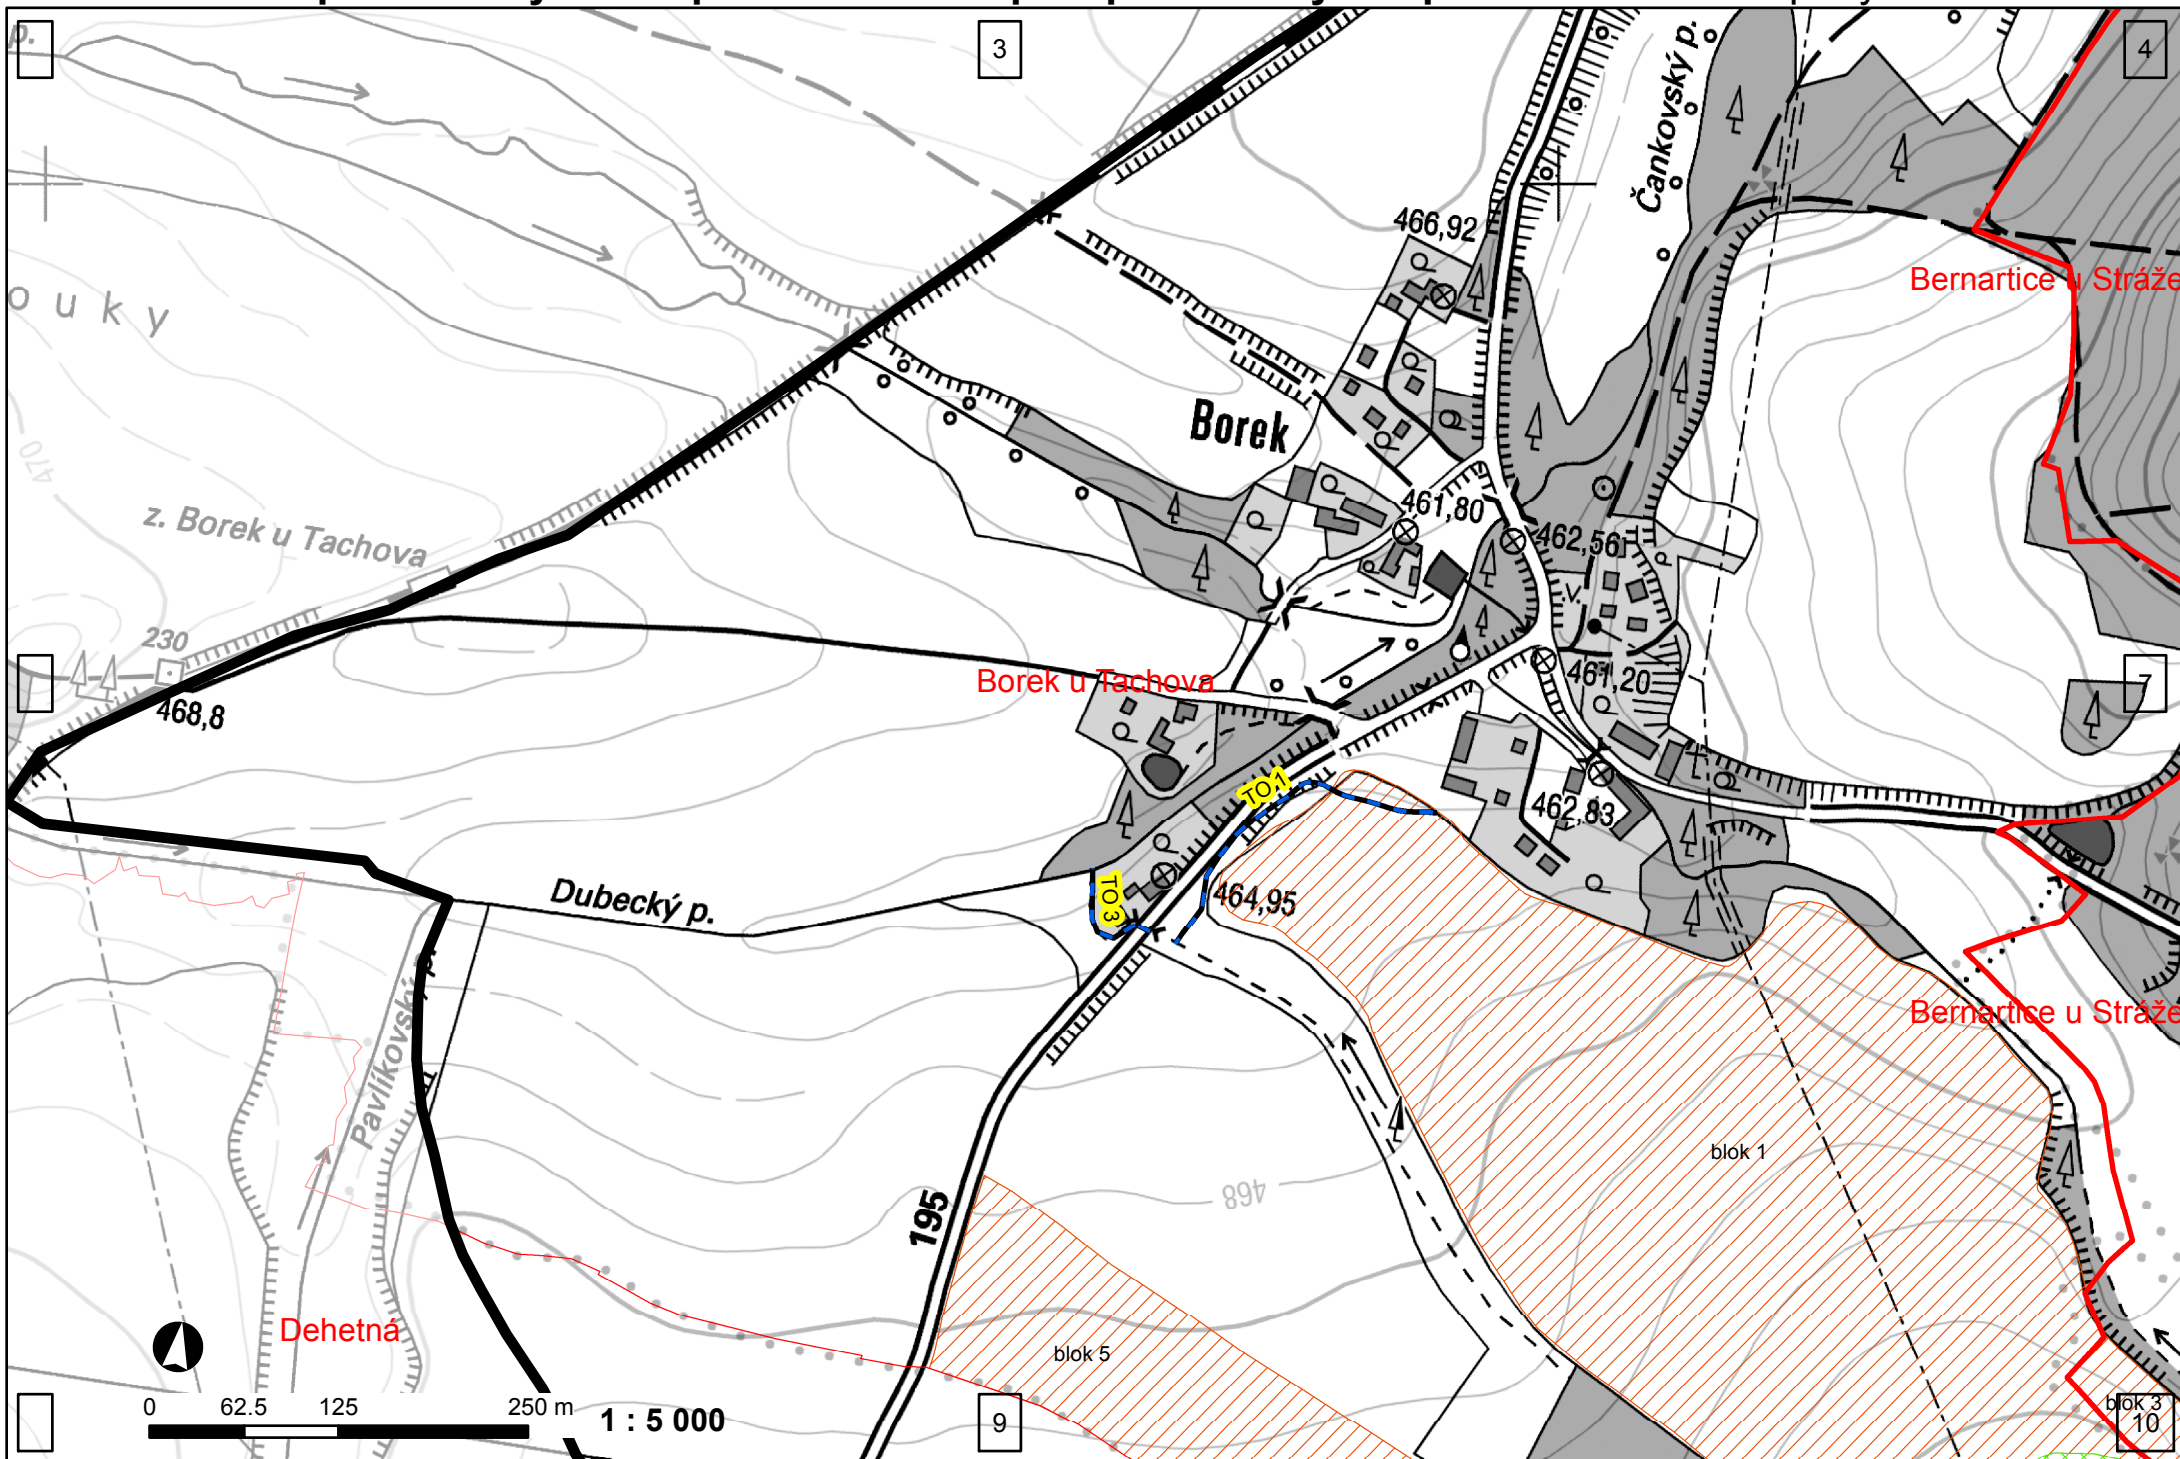 p.
3
4
Čankovský p.
466,92
Bernartice u Stráže
o u k y
Borek
470
461,80
z. Borek u Tachova
462,56
230
Borek u Tachova
461,20
7
468,8
TO 1
462,83
Dubecký p.
TO 3
464,95
Pavlíkovský p.
Bernartice u Stráže
blok 1
468
195
Dehetná
blok 5
0 62.5 125 250 m
1 : 5 000
9
blok 3
10